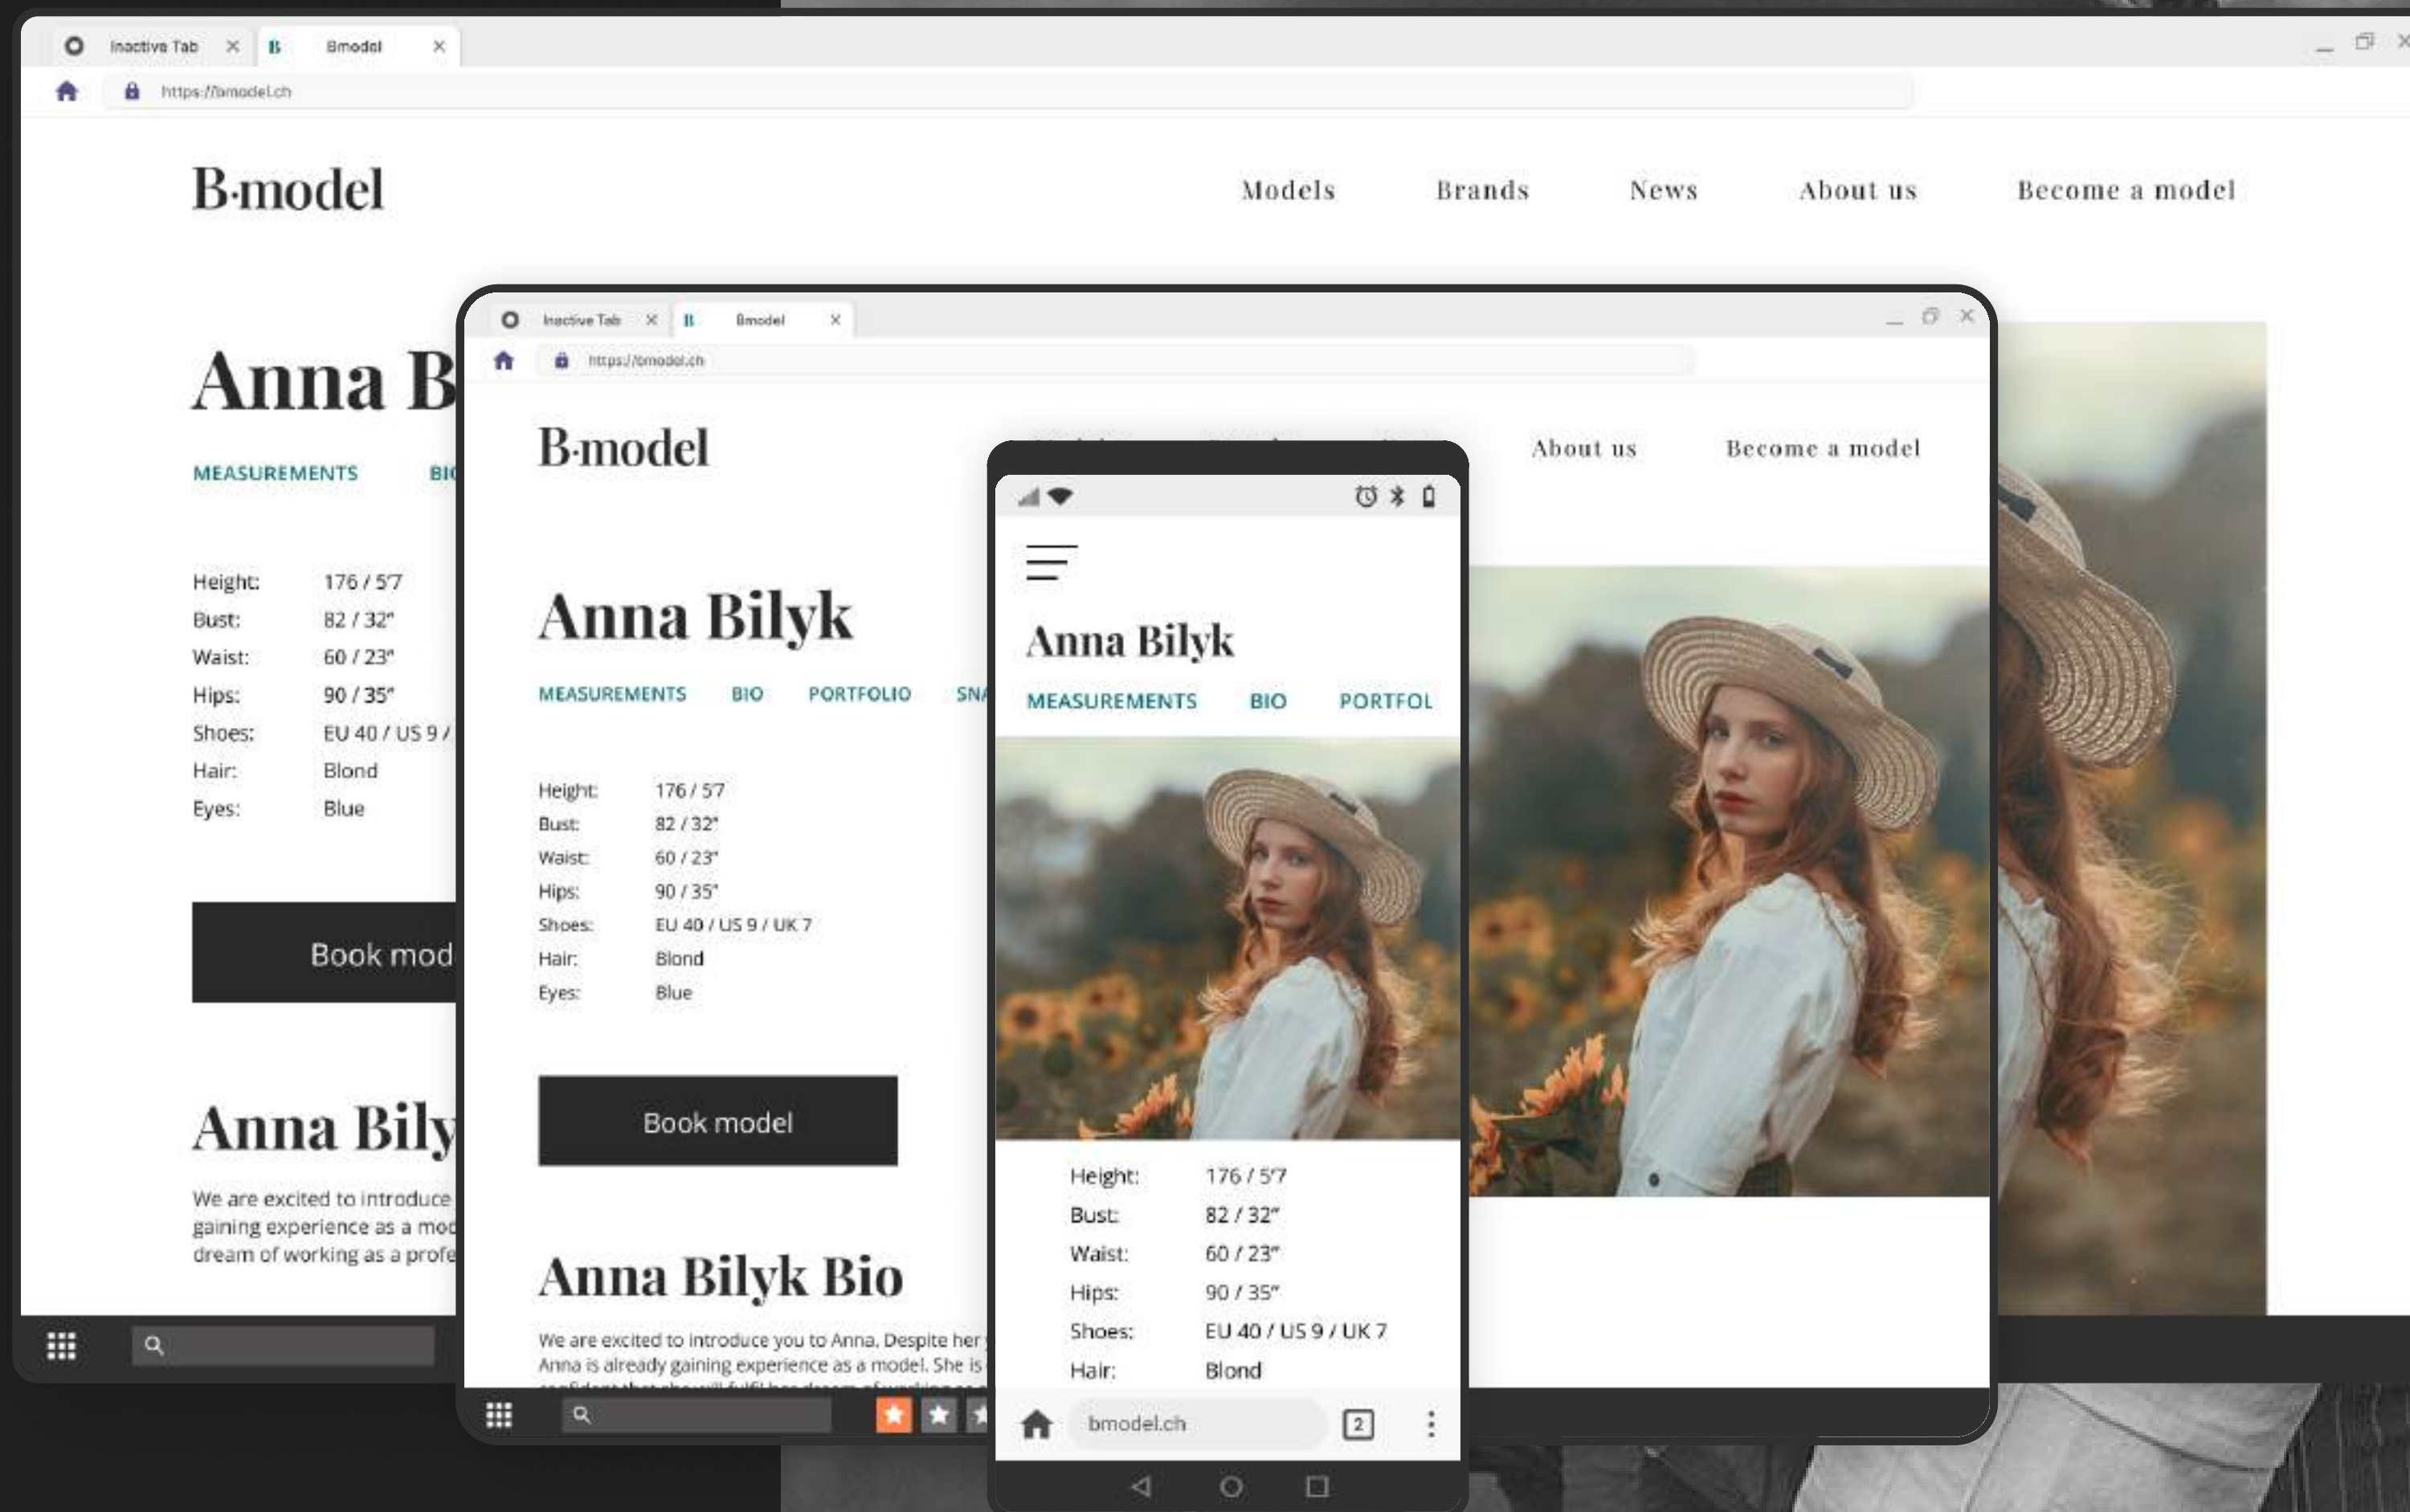 Inactive Tab
Bmodel
https://bmodel.ch
B·model
Models Brands News About us Become a model
Anna B
MEASUREMENTS BIO
Height: 176 / 5'7
Bust: 82 / 32"
Waist: 60 / 23"
Hips: 90 / 35"
Shoes: EU 40 / US 9 /
Hair: Blond
Eyes: Blue
Book mod
Anna Bily
We are excited to introduce
gaining experience as a mod
dream of working as a profe
Inactive Tab
Bmodel
https://bmodel.ch
B·model
About us Become a model
Anna Bilyk
MEASUREMENTS BIO PORTFOLIO SNA
Height: 176 / 5'7
Bust: 82 / 32"
Waist: 60 / 23"
Hips: 90 / 35"
Shoes: EU 40 / US 9 / UK 7
Hair: Blond
Eyes: Blue
Book model
Anna Bilyk Bio
We are excited to introduce you to Anna. Despite her
Anna is already gaining experience as a model. She is
Anna Bilyk
MEASUREMENTS BIO PORTFOL
Height: 176 / 5'7
Bust: 82 / 32"
Waist: 60 / 23"
Hips: 90 / 35"
Shoes: EU 40 / US 9 / UK 7
Hair: Blond
bmodel.ch
2